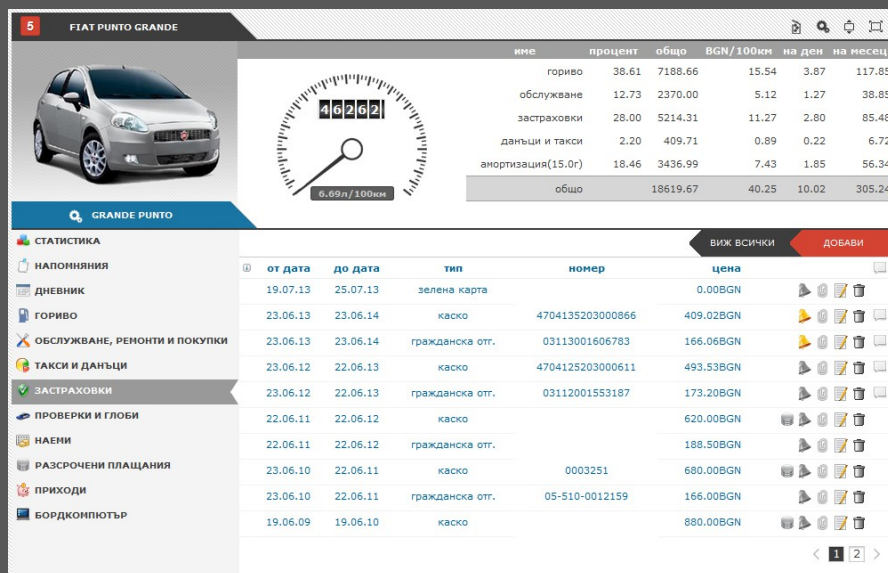 5 FIAT PUNTO GRANDE
име процент общо BGN/100км на ден на месец
гориво 38.61 7188.66 15.54 3.87 117.85
обслужване 12.73 2370.00 5.12 1.27 38.85
застраховки 28.00 5214.31 11.27 2.80 85.48
данъци и такси 2.20 409.71 0.89 0.22 6.72
амортизация(15.0г) 18.46 3436.99 7.43 1.85 56.34
общо 18619.67 40.25 10.02 305.24
46262
6.69л/100км
GRANDE PUNTO
СТАТИСТИКА
НАПОМНЯНИЯ
ДНЕВНИК
ГОРИВО
ОБСЛУЖВАНЕ, РЕМОНТИ И ПОКУПКИ
ТАКСИ И ДАНЪЦИ
ЗАСТРАХОВКИ
ПРОВЕРКИ И ГЛОБИ
НАЕМИ
РАЗСРОЧЕНИ ПЛАЩАНИЯ
ПРИХОДИ
БОРДКОМПЮТЪР
ВИЖ ВСИЧКИ ДОБАВИ
от дата до дата тип номер цена
19.07.13 25.07.13 зелена карта 0.00BGN
23.06.13 23.06.14 каско 4704135203000866 409.02BGN
23.06.13 23.06.14 гражданска отг. 03113001606783 166.06BGN
23.06.12 22.06.13 каско 4704125203000611 493.53BGN
23.06.12 22.06.13 гражданска отг. 03112001553187 173.20BGN
22.06.11 22.06.12 каско 620.00BGN
22.06.11 22.06.12 гражданска отг. 188.50BGN
23.06.10 22.06.11 каско 0003251 680.00BGN
23.06.10 22.06.11 гражданска отг. 05-510-0012159 166.00BGN
19.06.09 19.06.10 каско 880.00BGN
< 1 2 >